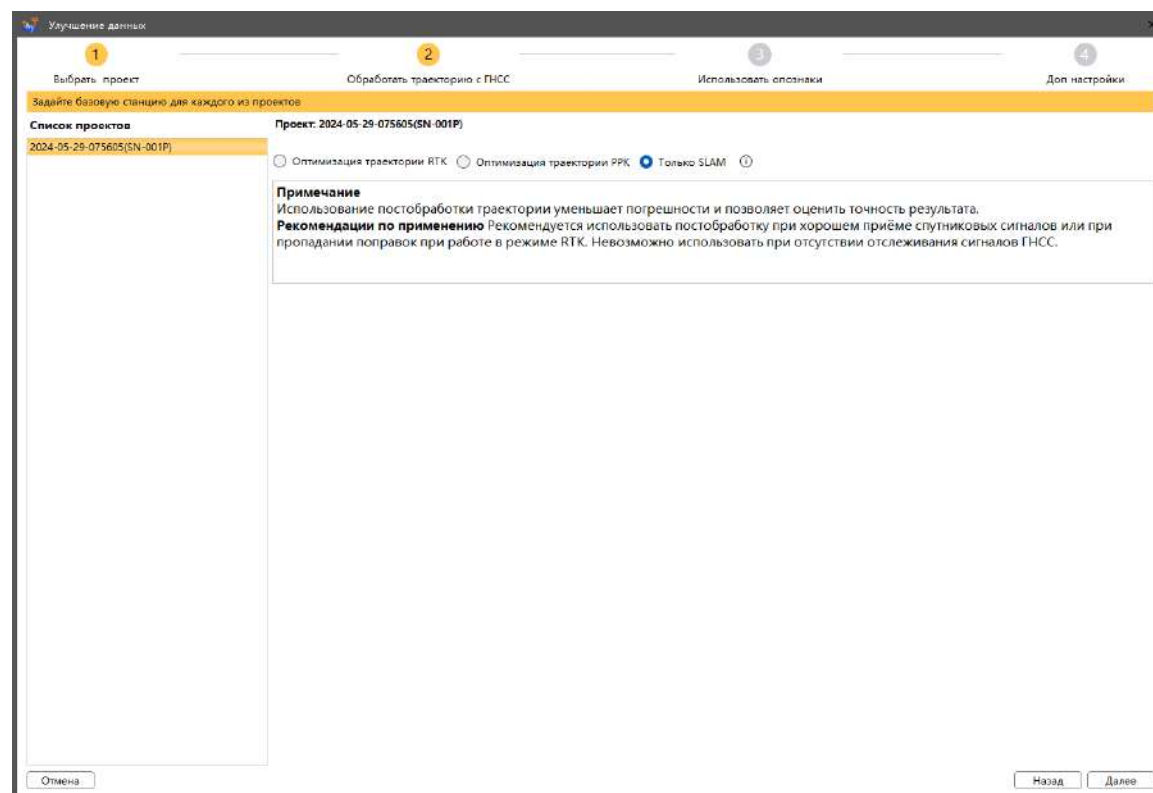 Улучшение данных
1 2 3 4
Выбрать проект Обработать траекторию с ГНСС Использовать опознаки Доп настройки
Задайте базовую станцию для каждого из проектов
Список проектов
2024-05-29-075605(SN-001P)
Проект: 2024-05-29-075605(SN-001P)
Оптимизация траектории RTK Оптимизация траектории PPK Только SLAM
Примечание
Использование постобработки траектории уменьшает погрешности и позволяет оценить точность результата.
Рекомендации по применению Рекомендуется использовать постобработку при хорошем приёме спутниковых сигналов или при
пропадании поправок при работе в режиме RTK. Невозможно использовать при отсутствии отслеживания сигналов ГНСС.
Отмена Назад Далее